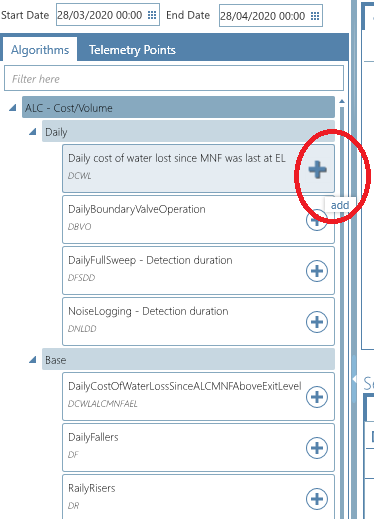 Start Date 28/03/2020 00:00 End Date 28/04/2020 00:00
Algorithms Telemetry Points
Filter here
ALC - Cost/Volume
Daily
Daily cost of water lost since MNF was last at EL
DCWL
add
DailyBoundaryValveOperation
DBVO
DailyFullSweep - Detection duration
DFSDD
NoiseLogging - Detection duration
DNLDD
Base
DailyCostOfWaterLossSinceALCMNFAboveExitLevel
DCWLALCMNFAEL
DailyFallers
DF
RailyRisers
DR